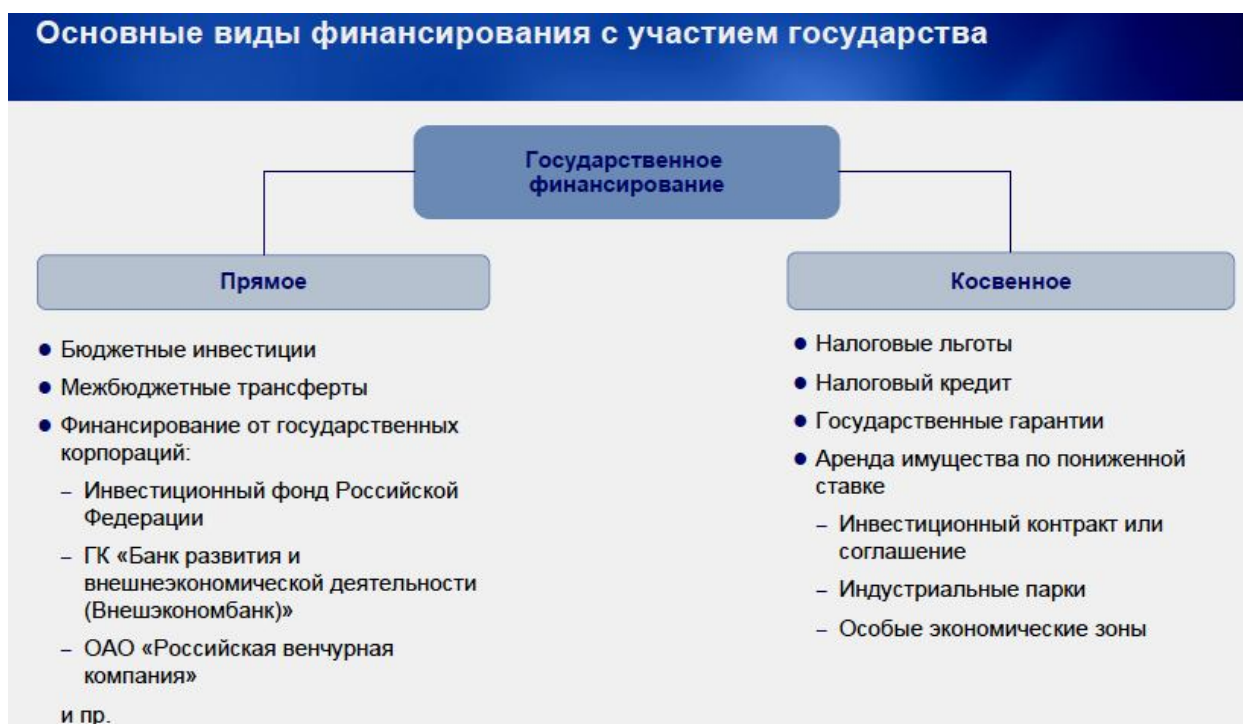 Основные виды финансирования с участием государства
Государственное
финансирование
Прямое
● Бюджетные инвестиции
● Межбюджетные трансферты
● Финансирование от государственных
корпораций:
– Инвестиционный фонд Российской
Федерации
– ГК «Банк развития и
внешнеэкономической деятельности
(Внешэкономбанк)»
– ОАО «Российская венчурная
компания»
и пр.
Косвенное
● Налоговые льготы
● Налоговый кредит
● Государственные гарантии
● Аренда имущества по пониженной
ставке
– Инвестиционный контракт или
соглашение
– Индустриальные парки
– Особые экономические зоны